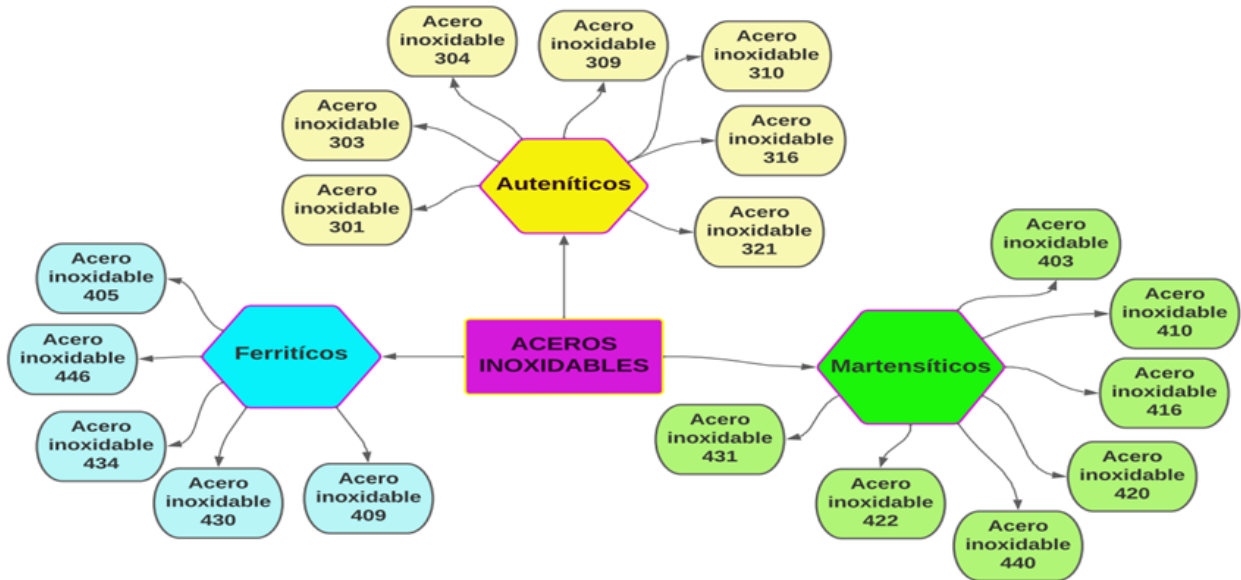 Acero
inoxidable
304
Acero
inoxidable
309
Acero
inoxidable
310
Acero
inoxidable
303
Acero
inoxidable
316
Auteníticos
Acero
inoxidable
301
Acero
inoxidable
321
Acero
inoxidable
403
Acero
inoxidable
405
Acero
inoxidable
410
Ferritícos
ACEROS
INOXIDABLES
Martensíticos
Acero
inoxidable
446
Acero
inoxidable
416
Acero
inoxidable
434
Acero
inoxidable
431
Acero
inoxidable
420
Acero
inoxidable
430
Acero
inoxidable
409
Acero
inoxidable
422
Acero
inoxidable
440